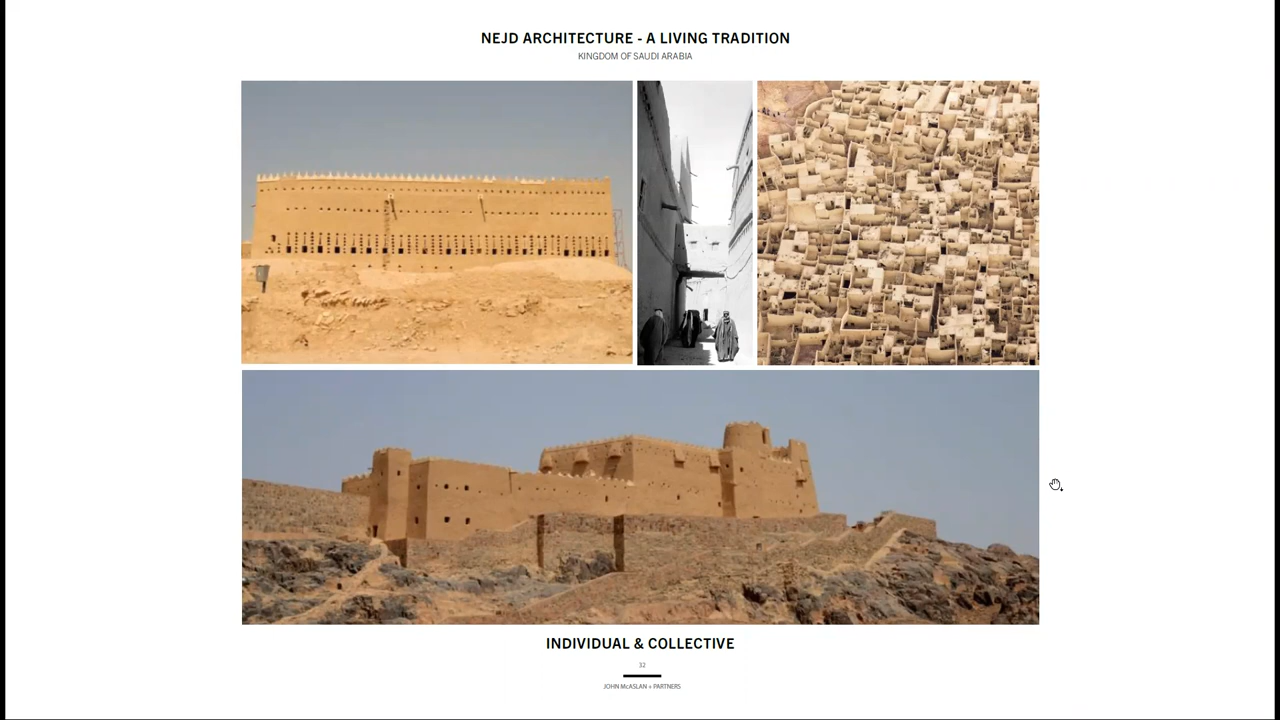 NEJD ARCHITECTURE - A LIVING TRADITION
KINGDOM OF SAUDI ARABIA
INDIVIDUAL & COLLECTIVE
32
JOHN McASLAN + PARTNERS